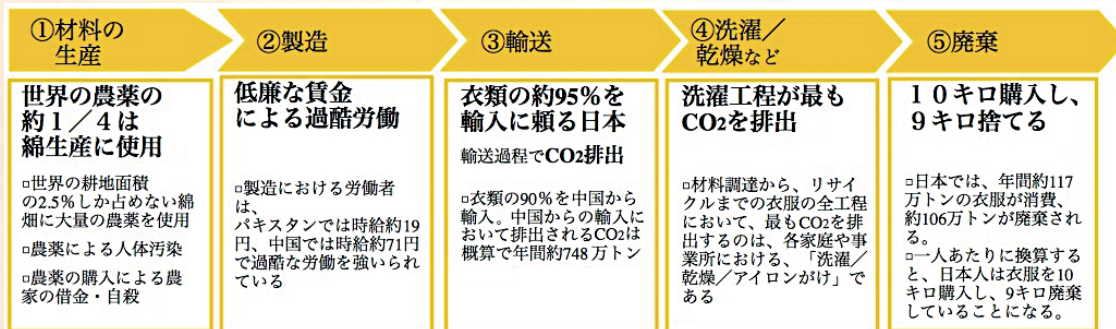 ①材料の
生産
②製造
③輸送
④洗濯／
乾燥など
⑤廃棄
世界の農薬の
約１／４は
綿生産に使用
▫世界の耕地面積
の2.5％しか占めない綿
畑に大量の農薬を使用
▫農薬による人体汚染
▫農薬の購入による農
家の借金・自殺
低廉な賃金
による過酷労働
▫製造における労働者
は、
パキスタンでは時給約19
円、中国では時給約71円
で過酷な労働を強いられ
ている
衣類の約95％を
輸入に頼る日本
輸送過程でCO2排出
▫衣類の90％を中国から
輸入。中国からの輸入に
おいて排出されるCO2は
概算で年間約748万トン
洗濯工程が最も
CO2を排出
▫材料調達から、リサイ
クルまでの衣服の全工程
において、最もCO2を排
出するのは、各家庭や事
業所における、「洗濯／
乾燥／アイロンがけ」で
ある
１０キロ購入し、
９キロ捨てる
▫日本では、年間約117
万トンの衣服が消費、
約106万トンが廃棄され
る。
▫一人あたりに換算する
と、日本人は衣服を10
キロ購入し、9キロ廃棄
していることになる。